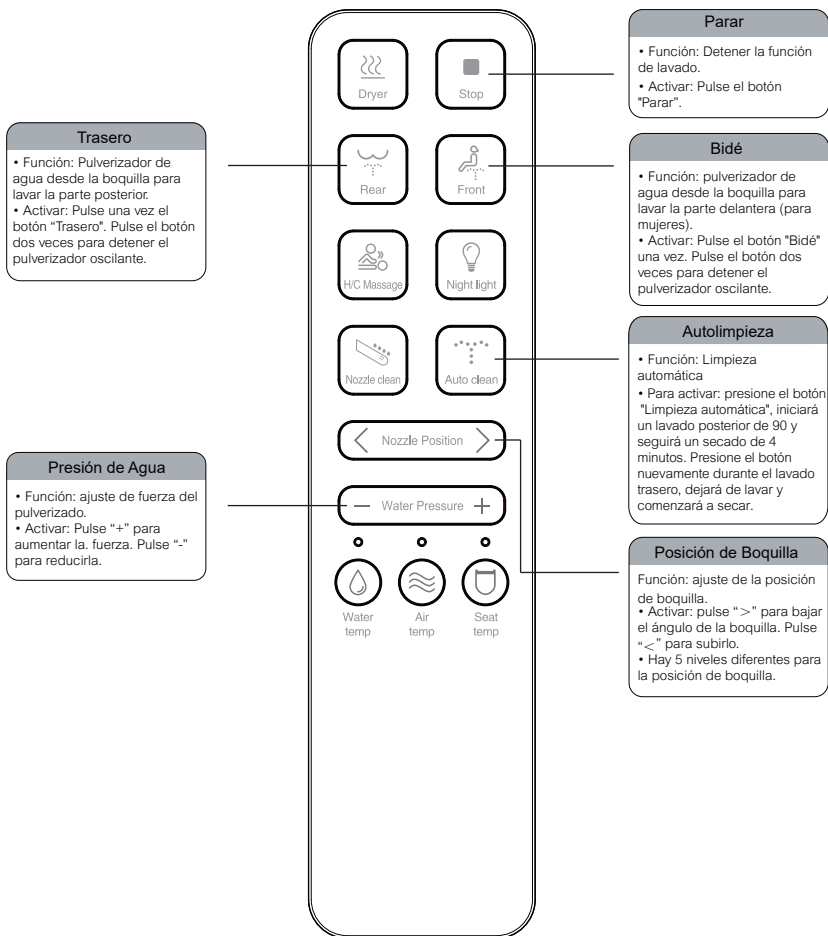 Parar
• Función: Detener la función
de lavado.
• Activar: Pulse el botón
"Parar".
Dryer
Stop
Trasero
• Función: Pulverizador de
agua desde la boquilla para
lavar la parte posterior.
• Activar: Pulse una vez el
botón “Trasero". Pulse el botón
dos veces para detener el
pulverizador oscilante.
Rear
Front
Bidé
• Función: pulverizador de
agua desde la boquilla para
lavar la parte delantera (para
mujeres).
• Activar: Pulse el botón "Bidé"
una vez. Pulse el botón dos
veces para detener el
pulverizador oscilante.
H/C Massage
Night light
Nozzle clean
Auto clean
Autolimpieza
• Función: Limpieza
automática
• Para activar: presione el botón
"Limpieza automática", iniciará
un lavado posterior de 90 y
seguirá un secado de 4
minutos. Presione el botón
nuevamente durante el lavado
trasero, dejará de lavar y
comenzará a secar.
< Nozzle Position >
Presión de Agua
• Función: ajuste de fuerza del
pulverizado.
• Activar: Pulse “+” para
aumentar la. fuerza. Pulse “-”
para reducirla.
− Water Pressure +
Posición de Boquilla
Función: ajuste de la posición
de boquilla.
• Activar: pulse “>” para bajar
el ángulo de la boquilla. Pulse
“<” para subirlo.
• Hay 5 niveles diferentes para
la posición de boquilla.
Water
temp
Air
temp
Seat
temp